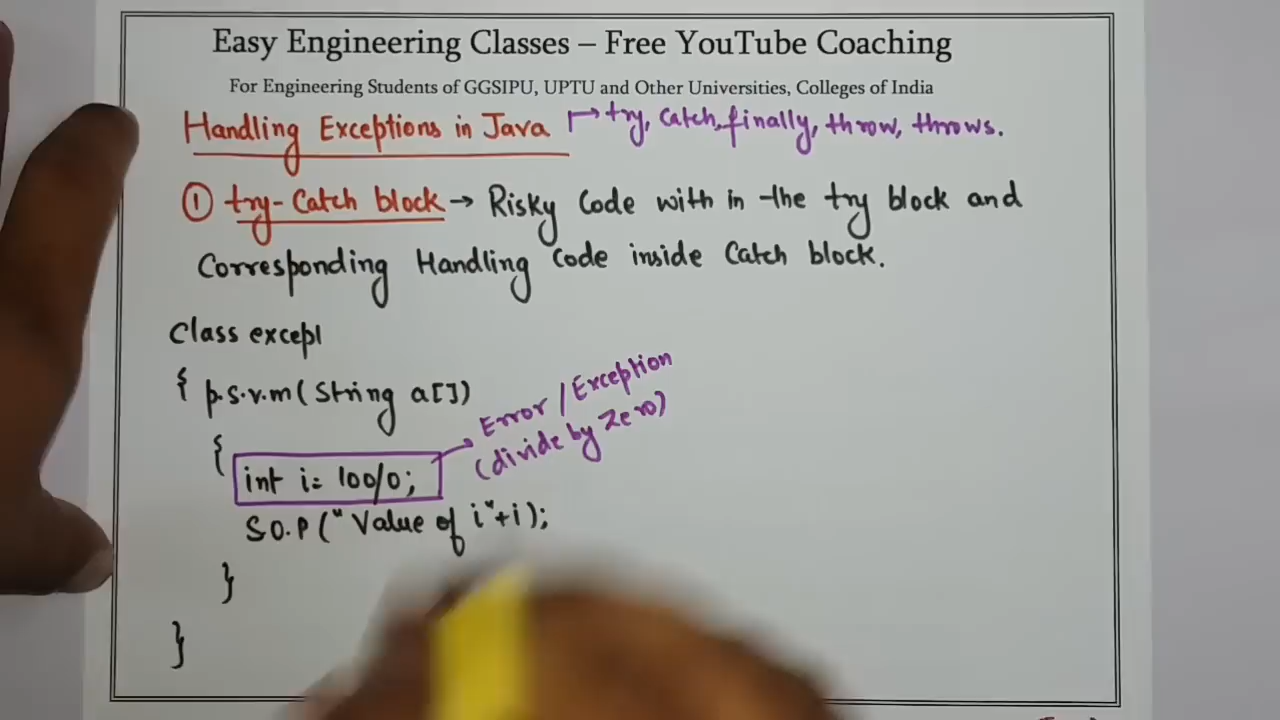 Easy Engineering Classes – Free YouTube Coaching
For Engineering Students of GGSIPU, UPTU and Other Universities, Colleges of India
Handling Exceptions in Java ↦ try, catch, finally, throw, throws.
① try-Catch block → Risky Code with in the try block and
Corresponding Handling Code inside Catch block.
Class excepl
{ p.s.v.m(String a[])
{
int i= 100/0; → Error/Exception
(divide by zero)
S.O.P("Value of i"+i);
}
}